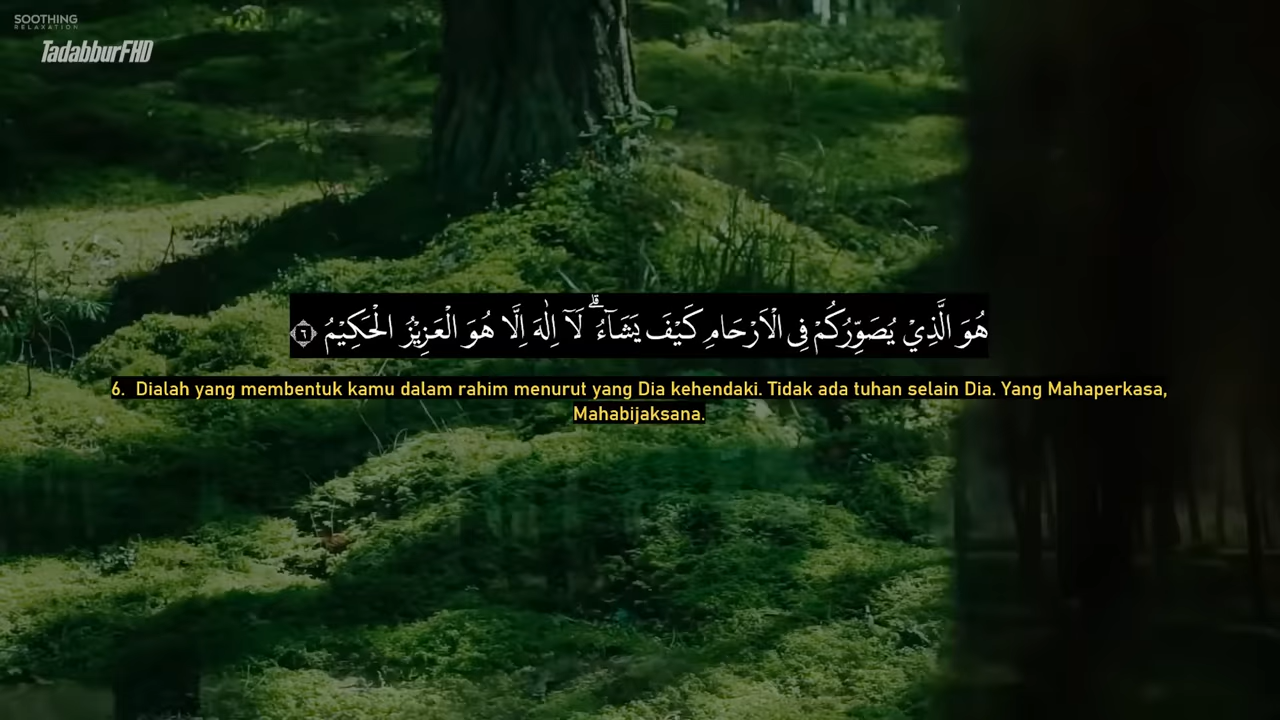 SOOTHING
RELAXATION
TadabburFHD
هُوَ الَّذِيْ يُصَوِّرُكُمْ فِى الْاَرْحَامِ كَيْفَ يَشَاۤءُ ۗ لَآ اِلٰهَ اِلَّا هُوَ الْعَزِيْزُ الْحَكِيْمُ ٦
6. Dialah yang membentuk kamu dalam rahim menurut yang Dia kehendaki. Tidak ada tuhan selain Dia. Yang Mahaperkasa,
Mahabijaksana.